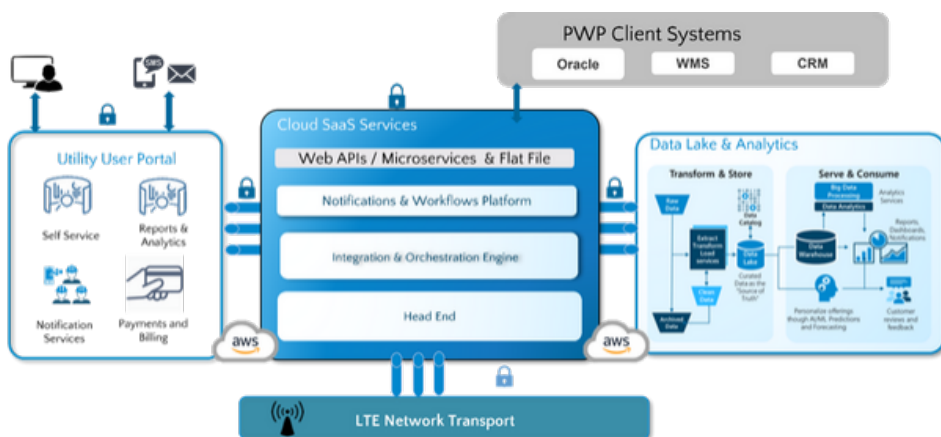 PWP Client Systems
Oracle
WMS
CRM
SMS
Cloud SaaS Services
Web APIs / Microservices & Flat File
Notifications & Workflows Platform
Integration & Orchestration Engine
Head End
Utility User Portal
Self Service
Reports &
Analytics
Notification
Services
Payments and
Billing
aws
aws
Data Lake & Analytics
Transform & Store
Raw
Data
Data
Catalog
Extract
Transform
Load
services
Data
Lake
Clean
Data
Curated
Data as the
"Source of
Truth"
Archived
Data
Serve & Consume
Big Data
Processing
Data Analytics
Analytics
Services
Data
Warehouse
Reports,
Dashboards,
Notifications
Personalize offerings
though AI/ML Predictions
and Forecasting
Customer
reviews and
feedback
LTE Network Transport